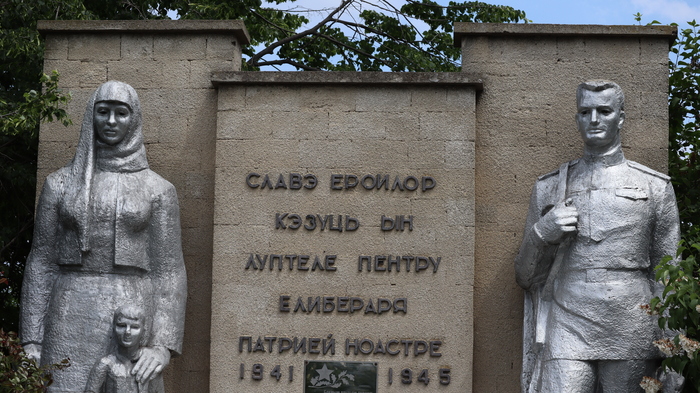 СЛАВЭ ЕРОИЛОР
КЭЗУЦЬ ЫН
ЛУПТЕЛЕ ПЕНТРУ
ЕЛИБЕРАРЯ
ПАТРИЕЙ НОАСТРЕ
1941 1945